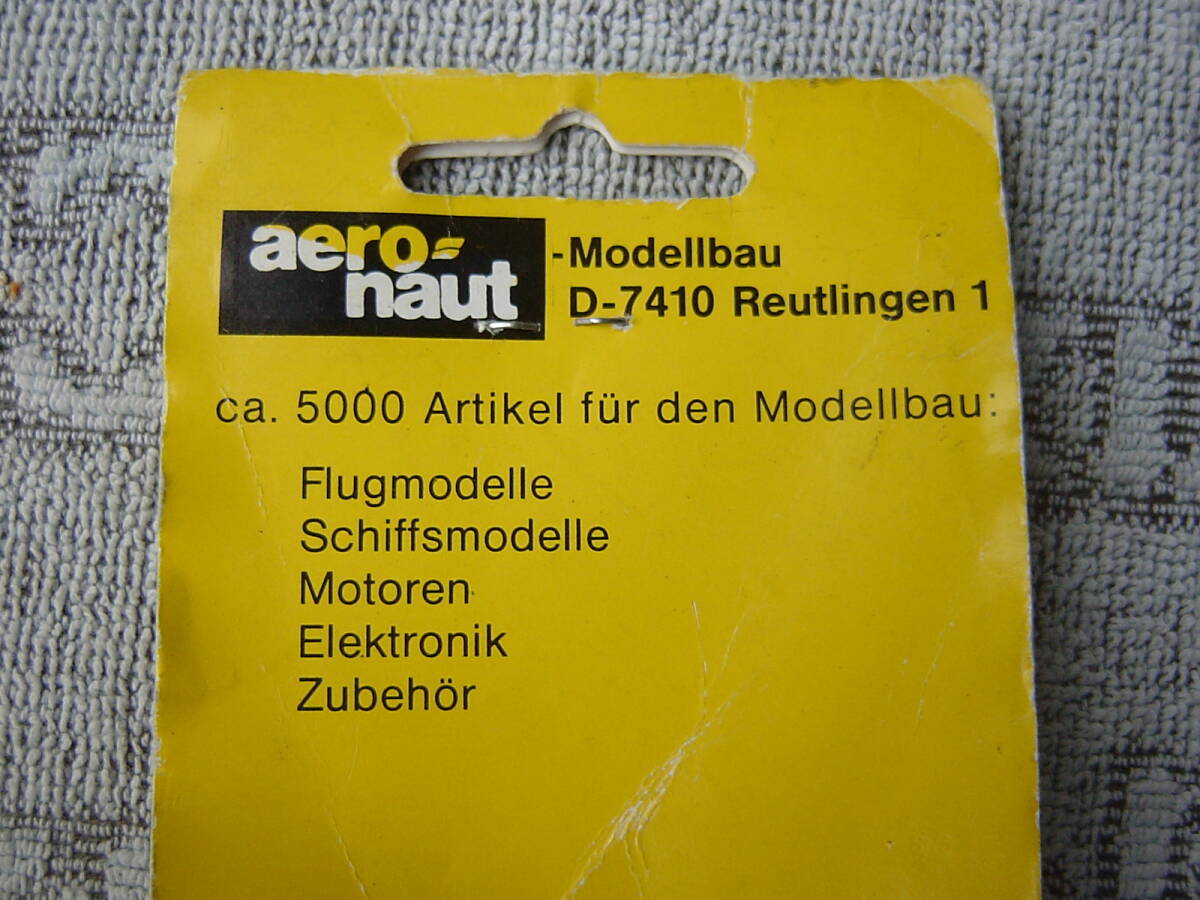 aero-
naut
-Modellbau
D-7410 Reutlingen 1
ca. 5000 Artikel für den Modellbau:
Flugmodelle
Schiffsmodelle
Motoren
Elektronik
Zubehör